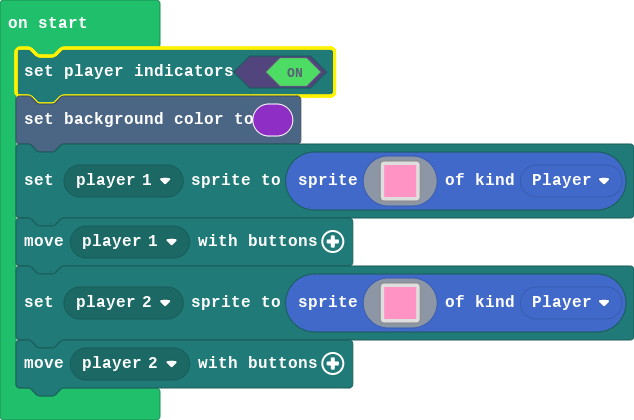 on start
set player indicators ON
set background color to
set player 1 sprite to sprite of kind Player
move player 1 with buttons
set player 2 sprite to sprite of kind Player
move player 2 with buttons